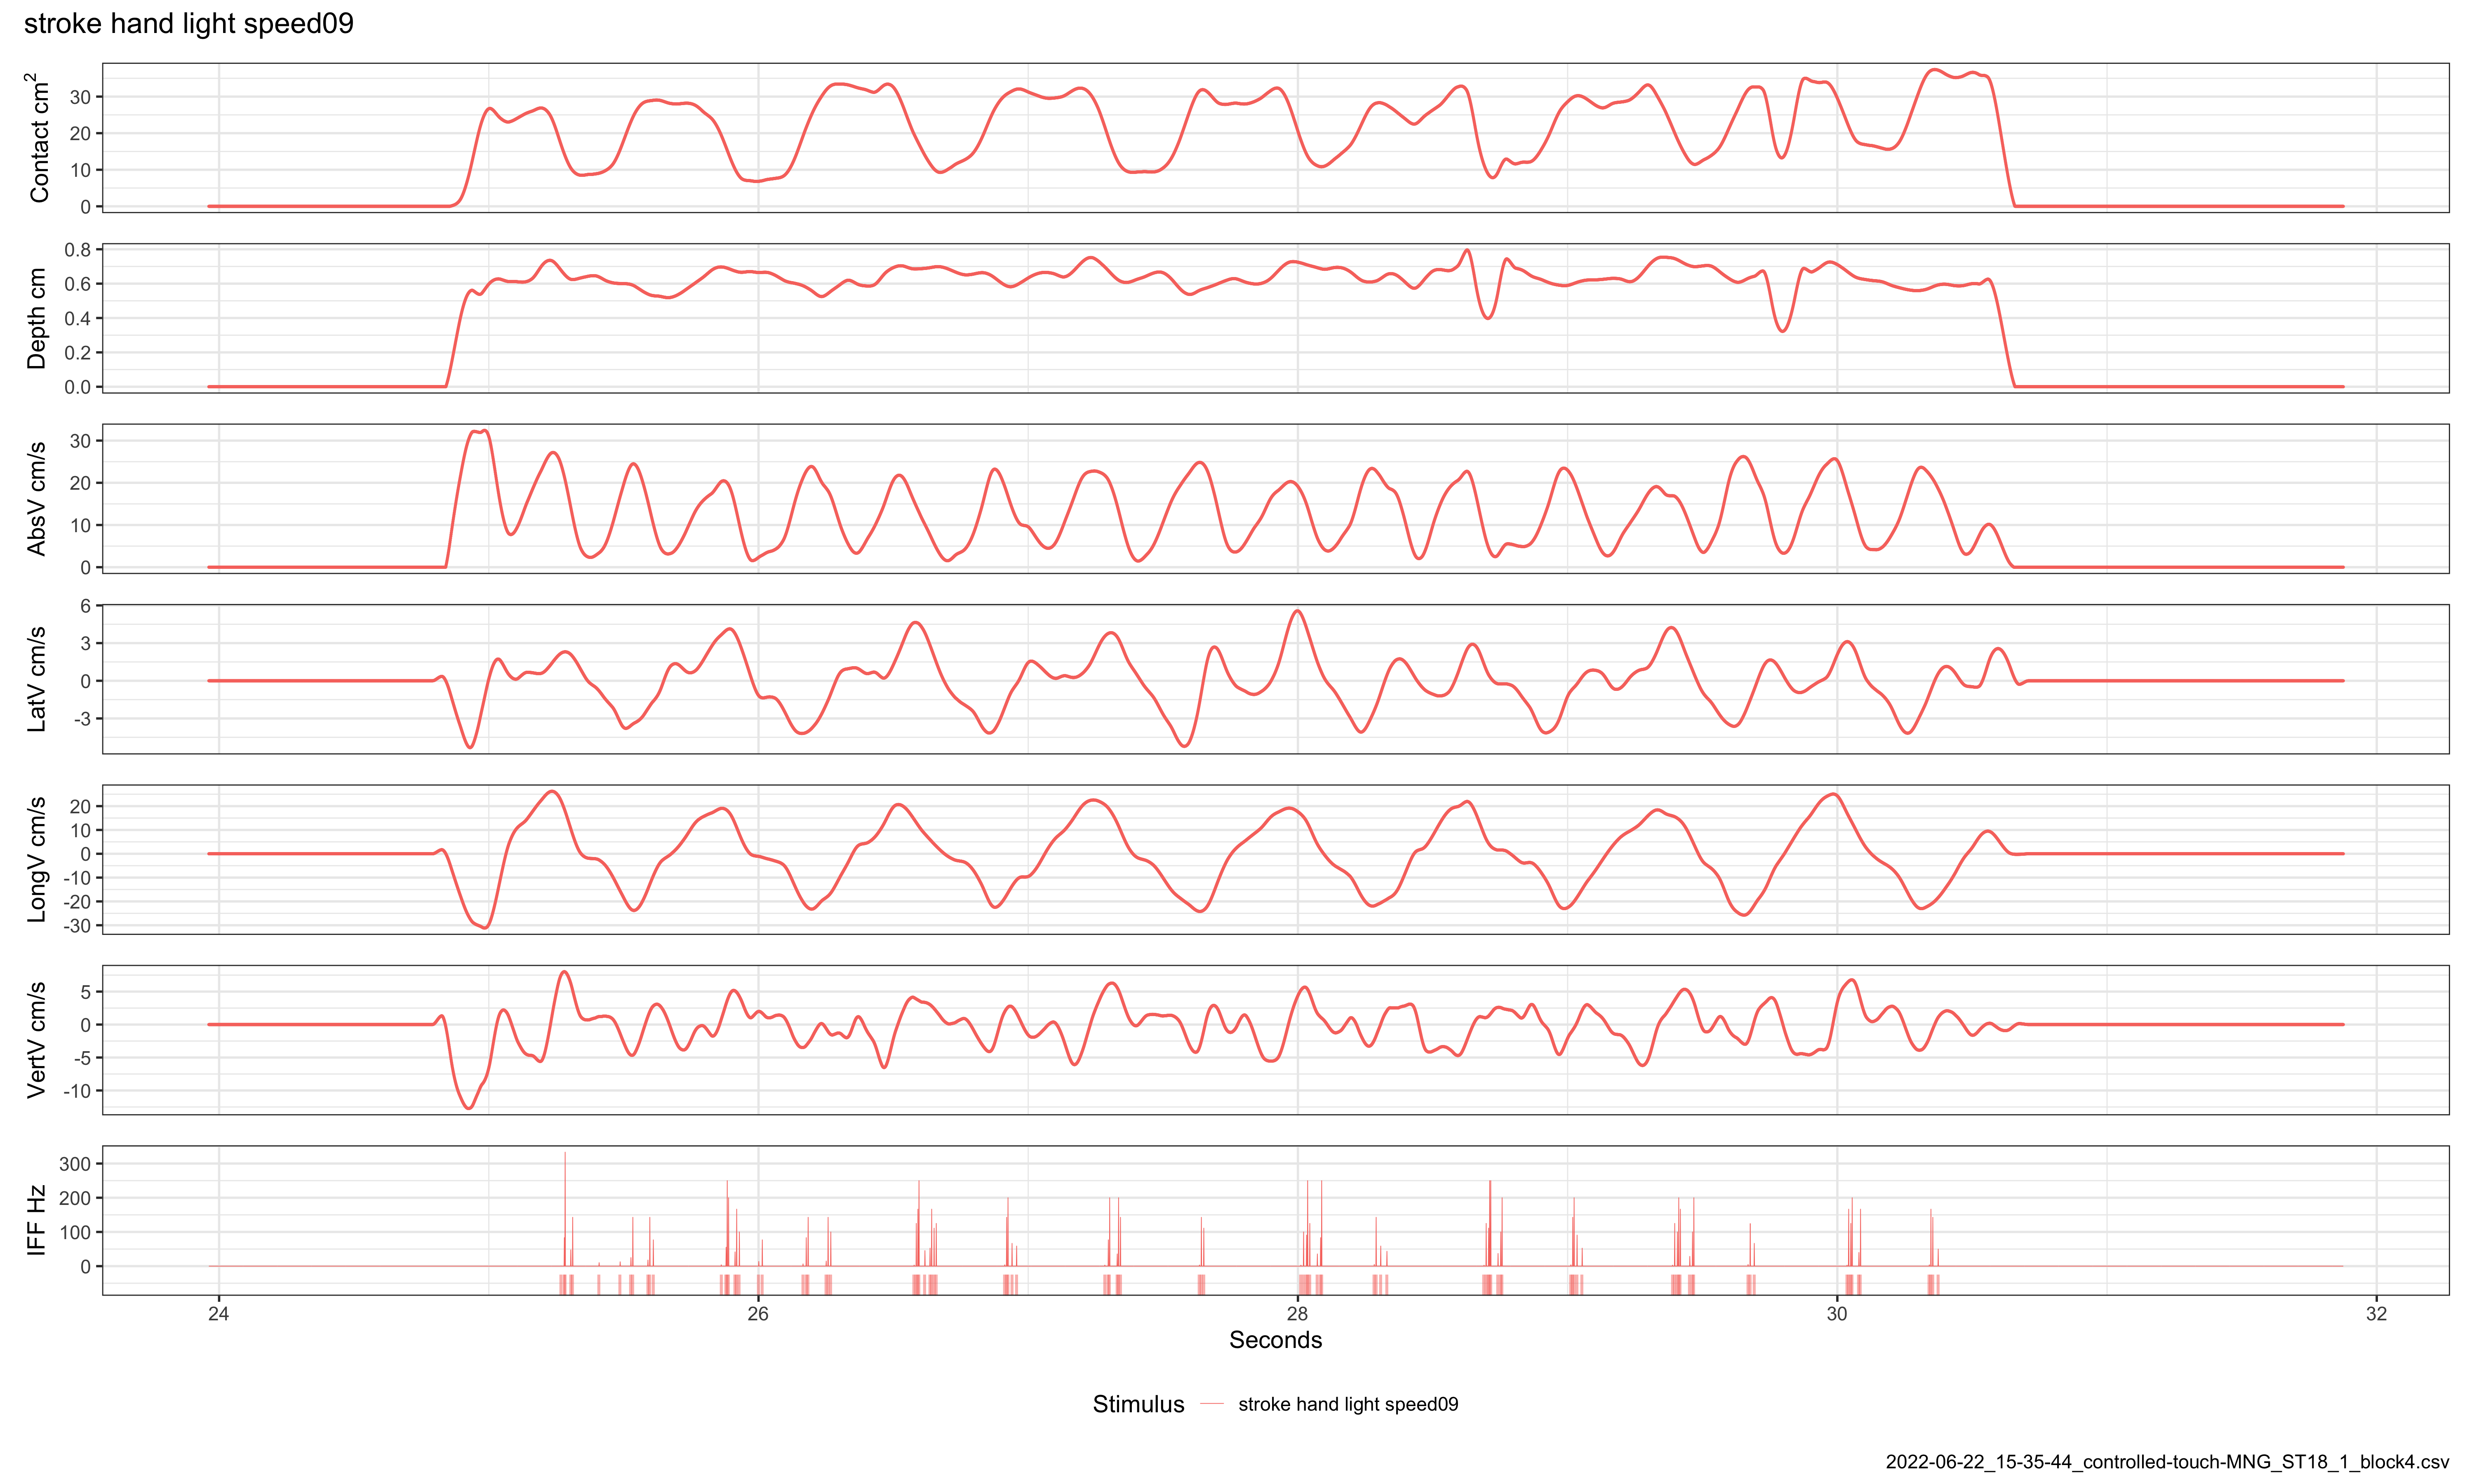 stroke hand light speed09
Contact cm²
30
20
10
0
Depth cm
0.8
0.6
0.4
0.2
0.0
AbsV cm/s
30
20
10
0
LatV cm/s
6
3
0
-3
LongV cm/s
20
10
0
-10
-20
-30
VertV cm/s
5
0
-5
-10
IFF Hz
300
200
100
0
24 26 28 30 32
Seconds
Stimulus stroke hand light speed09
2022-06-22_15-35-44_controlled-touch-MNG_ST18_1_block4.csv